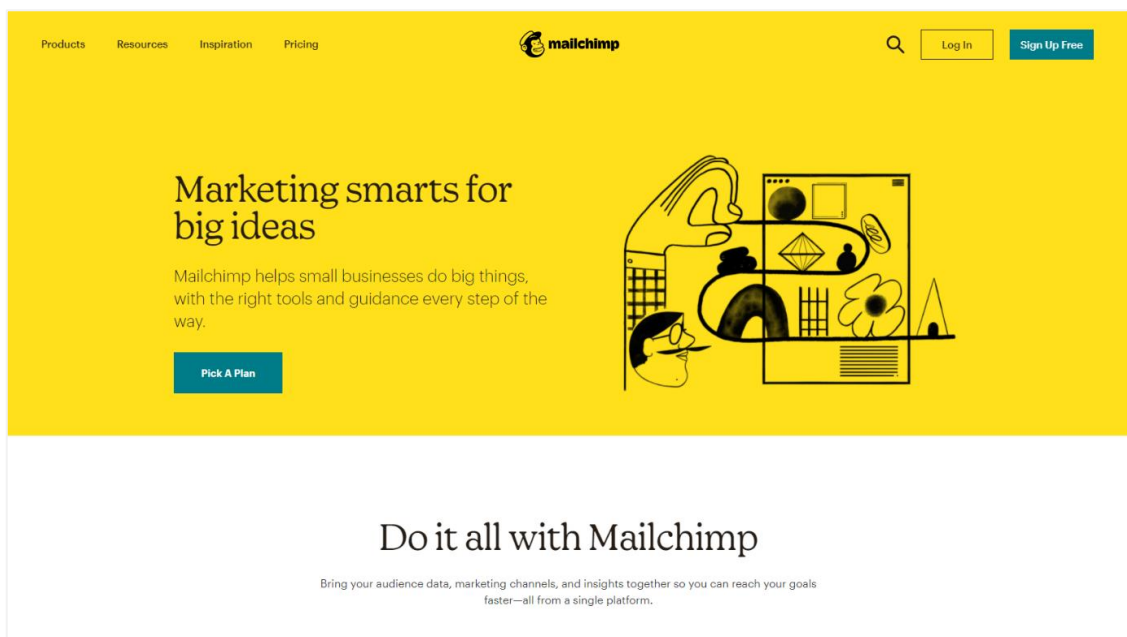 Products
Resources
Inspiration
Pricing
mailchimp
Log In
Sign Up Free
Marketing smarts for
big ideas
Mailchimp helps small businesses do big things,
with the right tools and guidance every step of the
way.
Pick A Plan
Do it all with Mailchimp
Bring your audience data, marketing channels, and insights together so you can reach your goals
faster—all from a single platform.